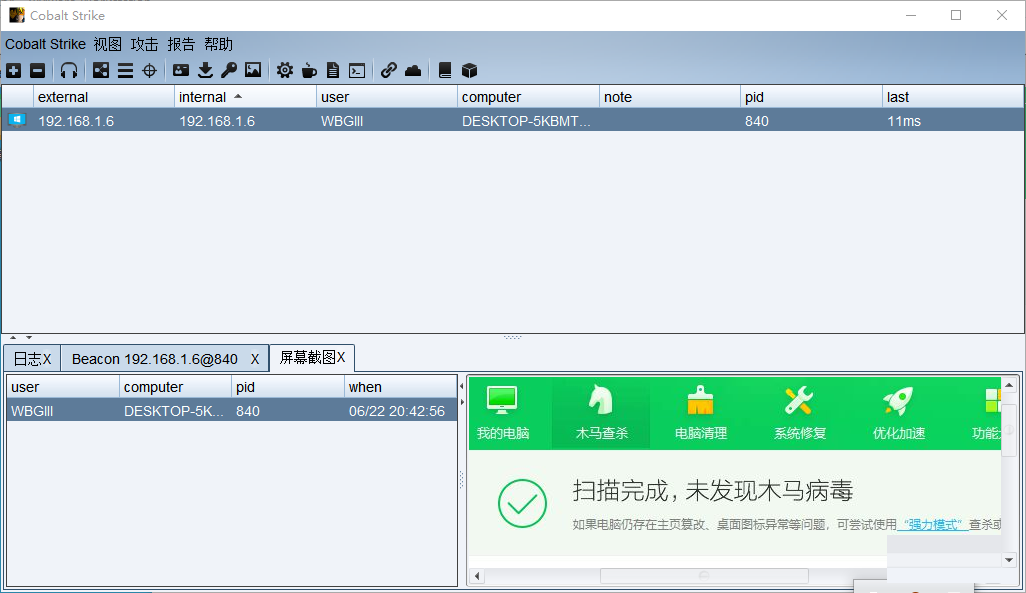 Cobalt Strike
Cobalt Strike 视图 攻击 报告 帮助
external internal user computer note pid last
192.168.1.6 192.168.1.6 WBGlll DESKTOP-5KBMT... 840 11ms
日志X Beacon 192.168.1.6@840 X 屏幕截图X
user computer pid when
WBGlll DESKTOP-5K... 840 06/22 20:42:56
我的电脑 木马查杀 电脑清理 系统修复 优化加速 功能
扫描完成,未发现木马病毒
如果电脑仍存在主页篡改、桌面图标异常等问题，可尝试使用“强力模式”查杀或